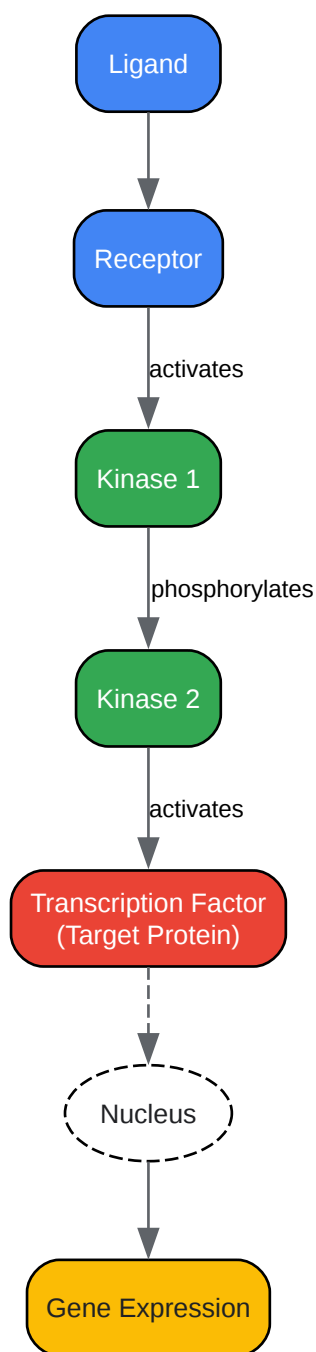 Ligand
Receptor
activates
Kinase 1
phosphorylates
Kinase 2
activates
Transcription Factor
(Target Protein)
Nucleus
Gene Expression